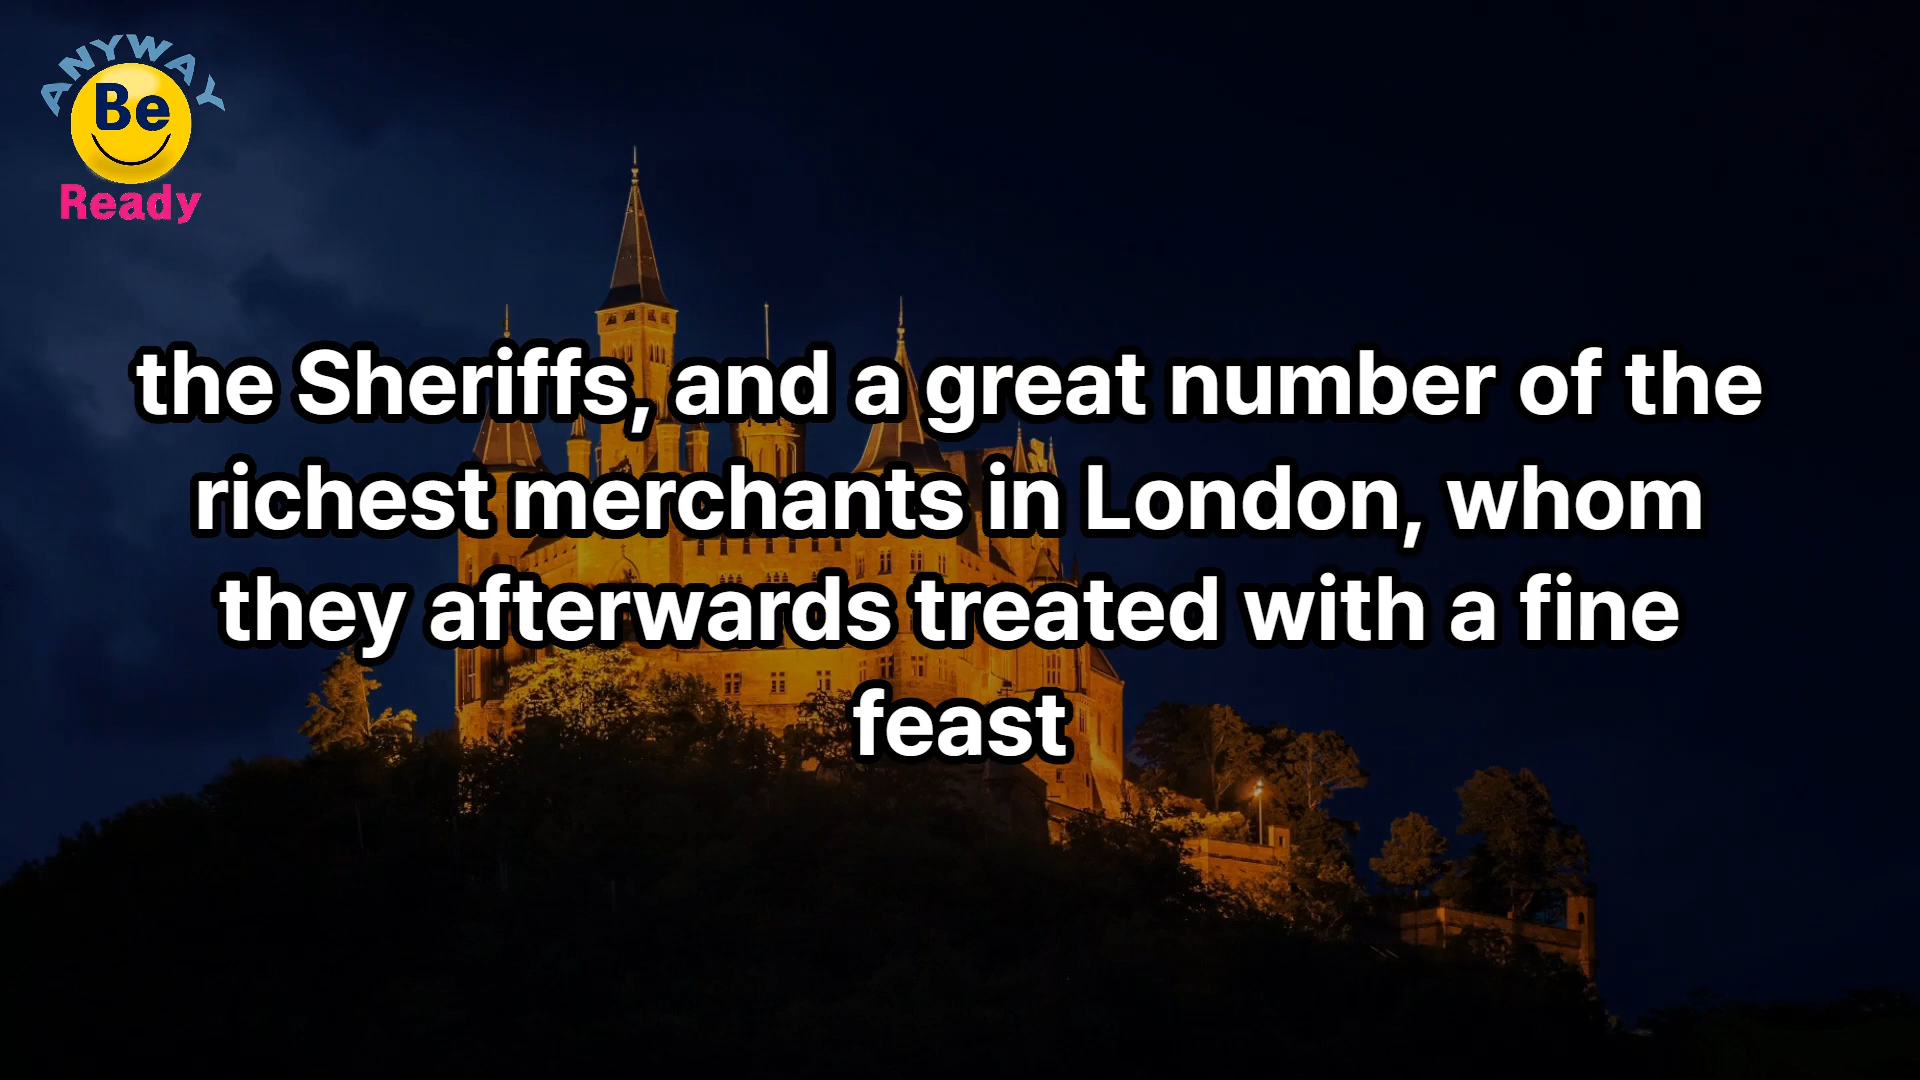 ANYWAY
Be
Ready
the Sheriffs, and a great number of the
richest merchants in London, whom
they afterwards treated with a fine
feast